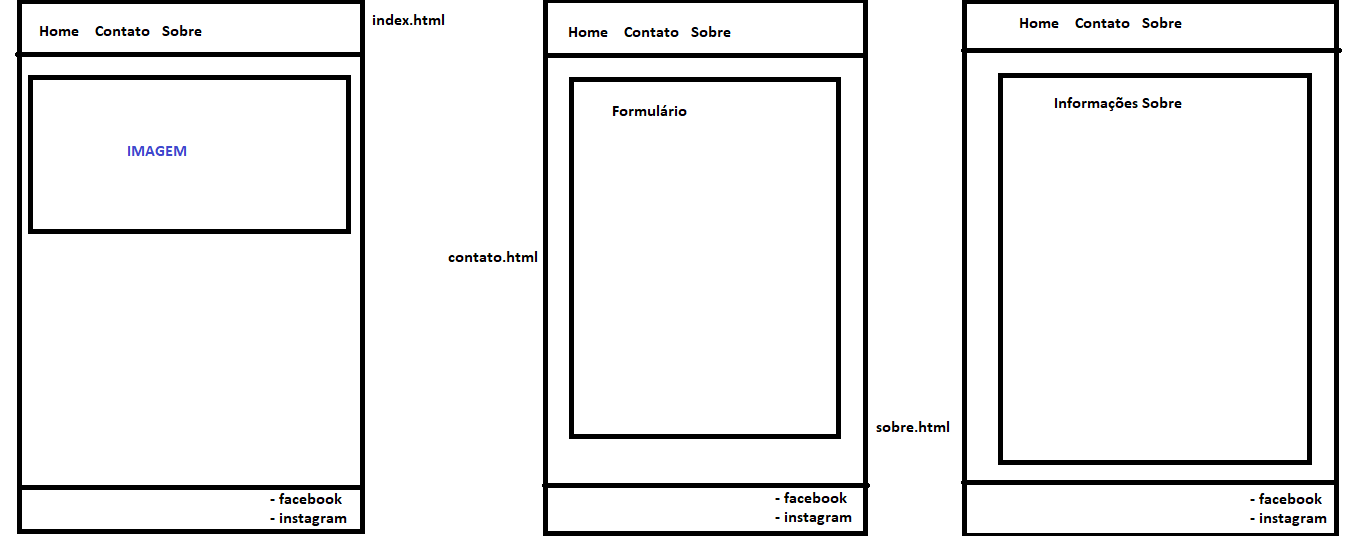 Home Contato Sobre
index.html
IMAGEM
- facebook
- instagram
Home Contato Sobre
contato.html
Formulário
- facebook
- instagram
Home Contato Sobre
sobre.html
Informações Sobre
- facebook
- instagram